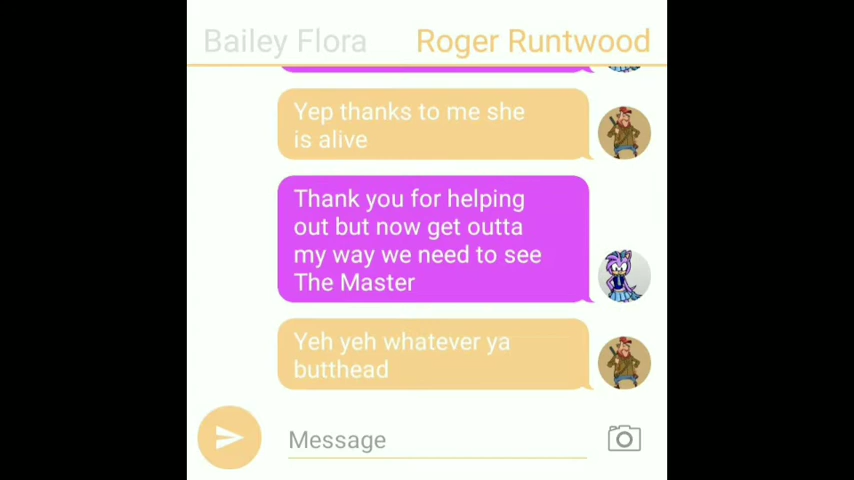 Bailey Flora Roger Runtwood
Yep thanks to me she
is alive
Thank you for helping
out but now get outta
my way we need to see
The Master
Yeh yeh whatever ya
butthead
Message